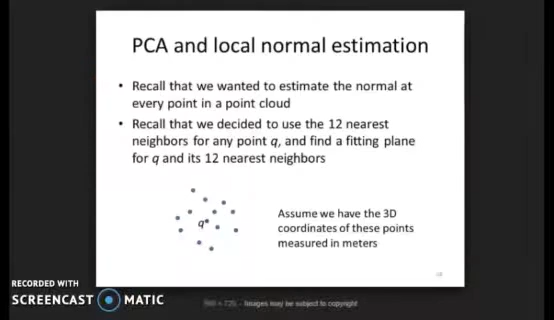 PCA and local normal estimation
• Recall that we wanted to estimate the normal at
every point in a point cloud
• Recall that we decided to use the 12 nearest
neighbors for any point q, and find a fitting plane
for q and its 12 nearest neighbors
q
Assume we have the 3D
coordinates of these points
measured in meters
RECORDED WITH
SCREENCAST MATIC
Images may be subject to copyright